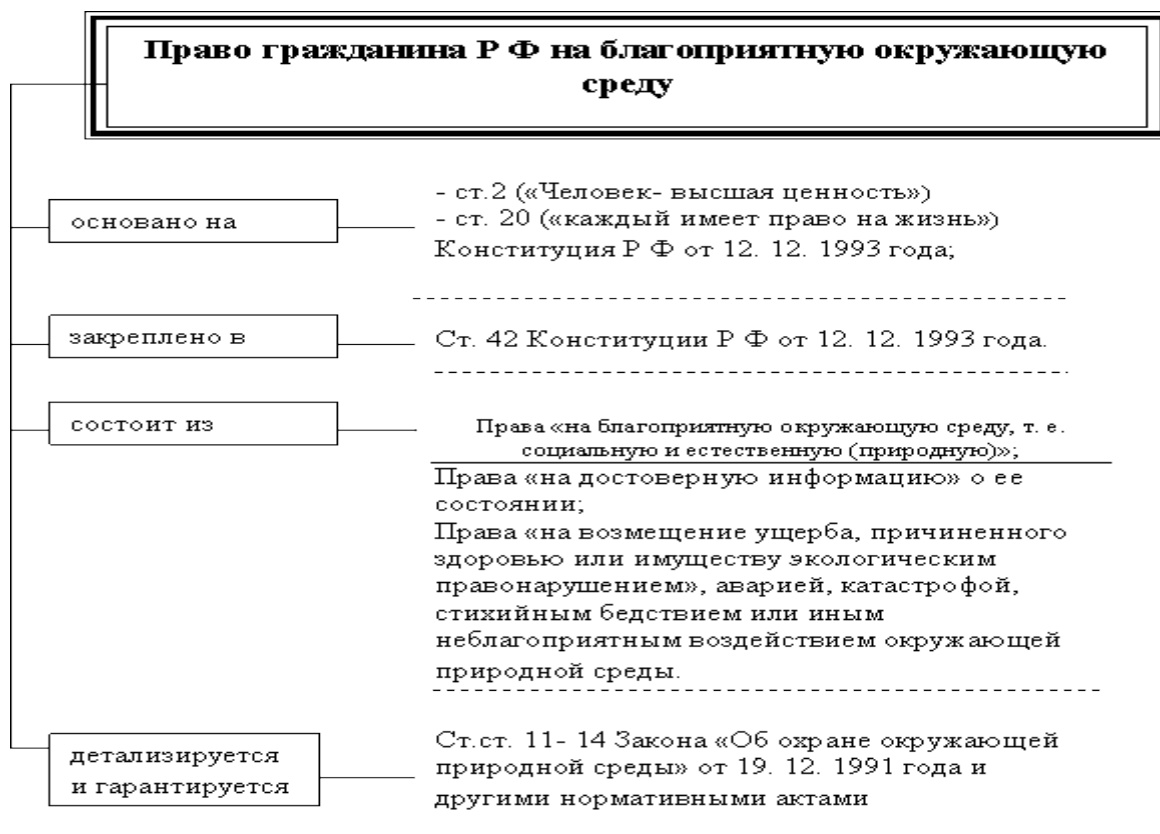 Право гражданина Р Ф на благоприятную окружающую
среду
основано на
- ст.2 («Человек- высшая ценность»)
- ст. 20 («каждый имеет право на жизнь»)
Конституция Р Ф от 12. 12. 1993 года;
закреплено в
Ст. 42 Конституции Р Ф от 12. 12. 1993 года.
состоит из
Права «на благоприятную окружающую среду, т. е.
социальную и естественную (природную)»;
Права «на достоверную информацию» о ее
состоянии;
Права «на возмещение ущерба, причиненного
здоровью или имуществу экологическим
правонарушением», аварией, катастрофой,
стихийным бедствием или иным
неблагоприятным воздействием окружающей
природной среды.
детализируется
и гарантируется
Ст.ст. 11- 14 Закона «Об охране окружающей
природной среды» от 19. 12. 1991 года и
другими нормативными актами